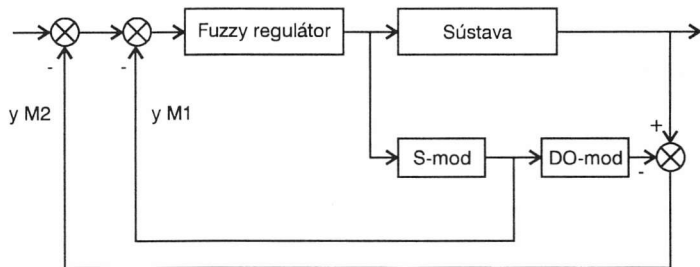 Fuzzy regulátor
Sústava
-
-
y M2
y M1
+
S-mod
DO-mod
-